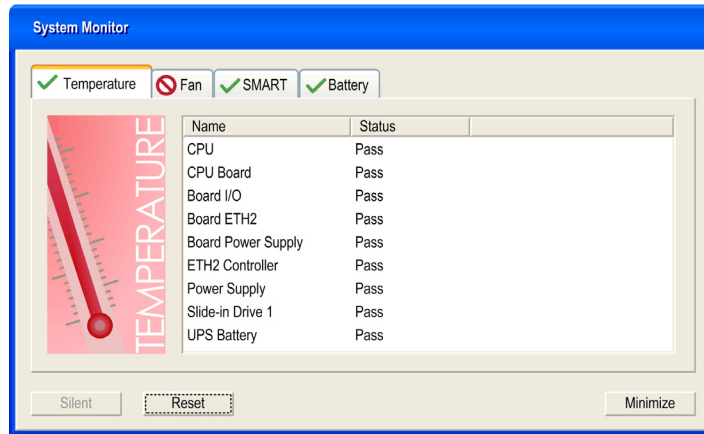 System Monitor
Temperature Fan SMART Battery
TEMPERATURE
Name Status
CPU Pass
CPU Board Pass
Board I/O Pass
Board ETH2 Pass
Board Power Supply Pass
ETH2 Controller Pass
Power Supply Pass
Slide-in Drive 1 Pass
UPS Battery Pass
Silent Reset Minimize